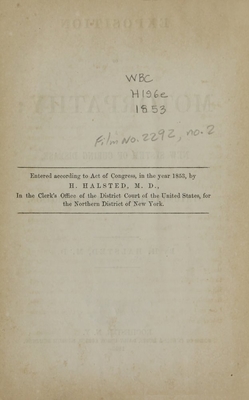 WBC
H196e
1853
Film No. 2292, no. 2
Entered according to Act of Congress, in the year 1853, by
H. HALSTED, M. D.,
In the Clerk's Office of the District Court of the United States, for
the Northern District of New York.